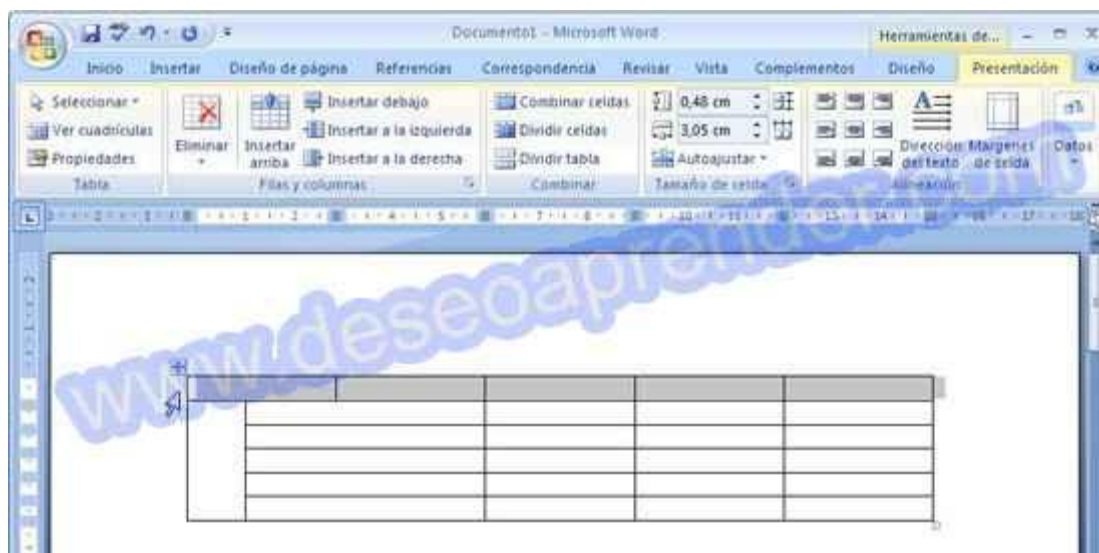 Documento1 - Microsoft Word
Herramientas de...
Inicio Insertar Diseño de página Referencias Correspondencia Revisar Vista Complementos Diseño Presentación
Seleccionar Insertar debajo Combinar celdas 0,48 cm
Ver cuadrículas Eliminar Insertar arriba Insertar a la izquierda Dividir celdas 3,05 cm Dirección del texto Márgenes de celda Datos
Propiedades Insertar a la derecha Dividir tabla Autoajustar
Tabla Filas y columnas Combinar Tamaño de celda Alineación
www.deseoaprender.com